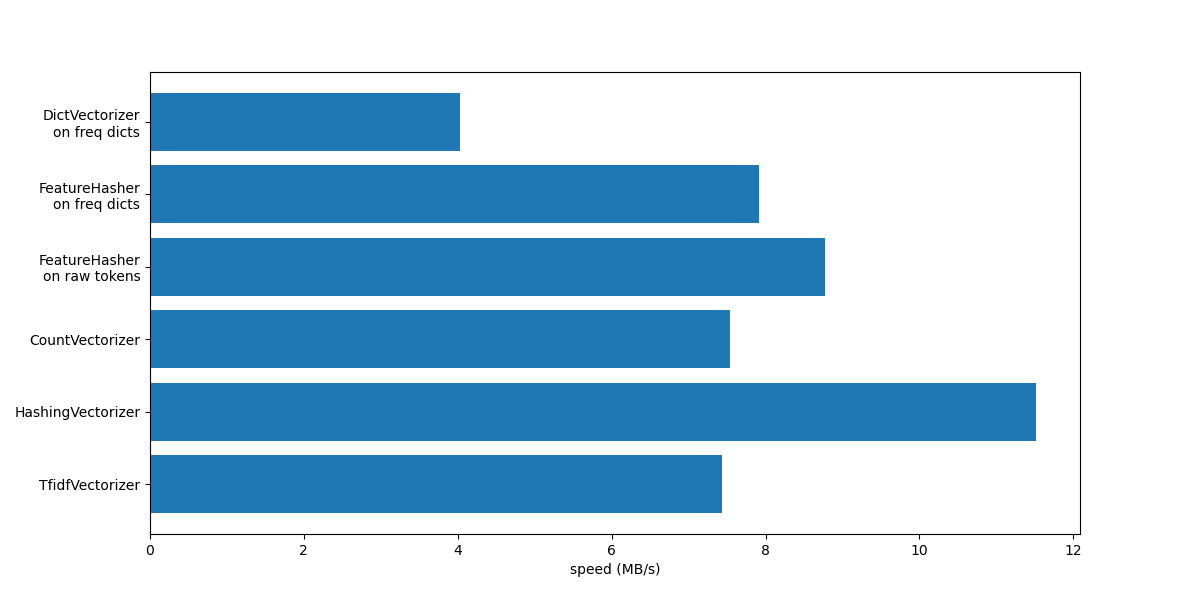 DictVectorizer
on freq dicts
FeatureHasher
on freq dicts
FeatureHasher
on raw tokens
CountVectorizer
HashingVectorizer
TfidfVectorizer
0 2 4 6 8 10 12
speed (MB/s)